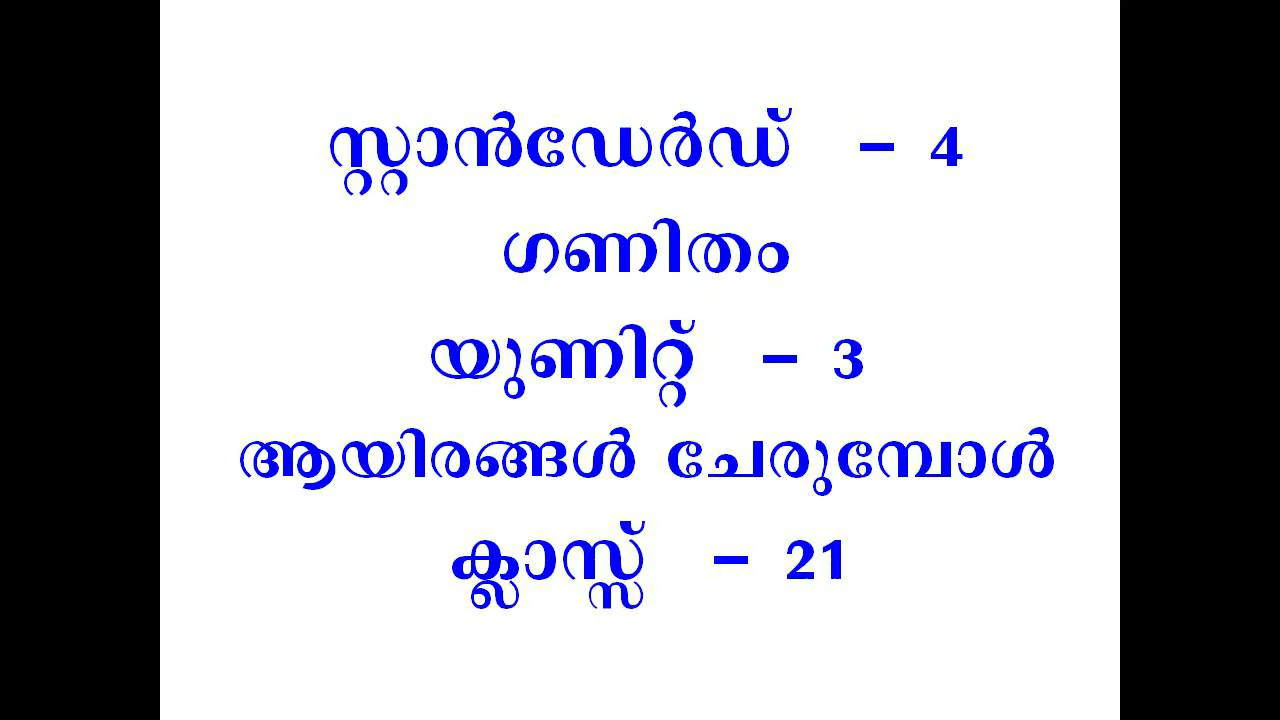 സ്റ്റാൻഡേർഡ് - 4
ഗണിതം
യുണിറ്റ് - 3
ആയിരങ്ങൾ ചേരുമ്പോൾ
ക്ലാസ്സ് - 21